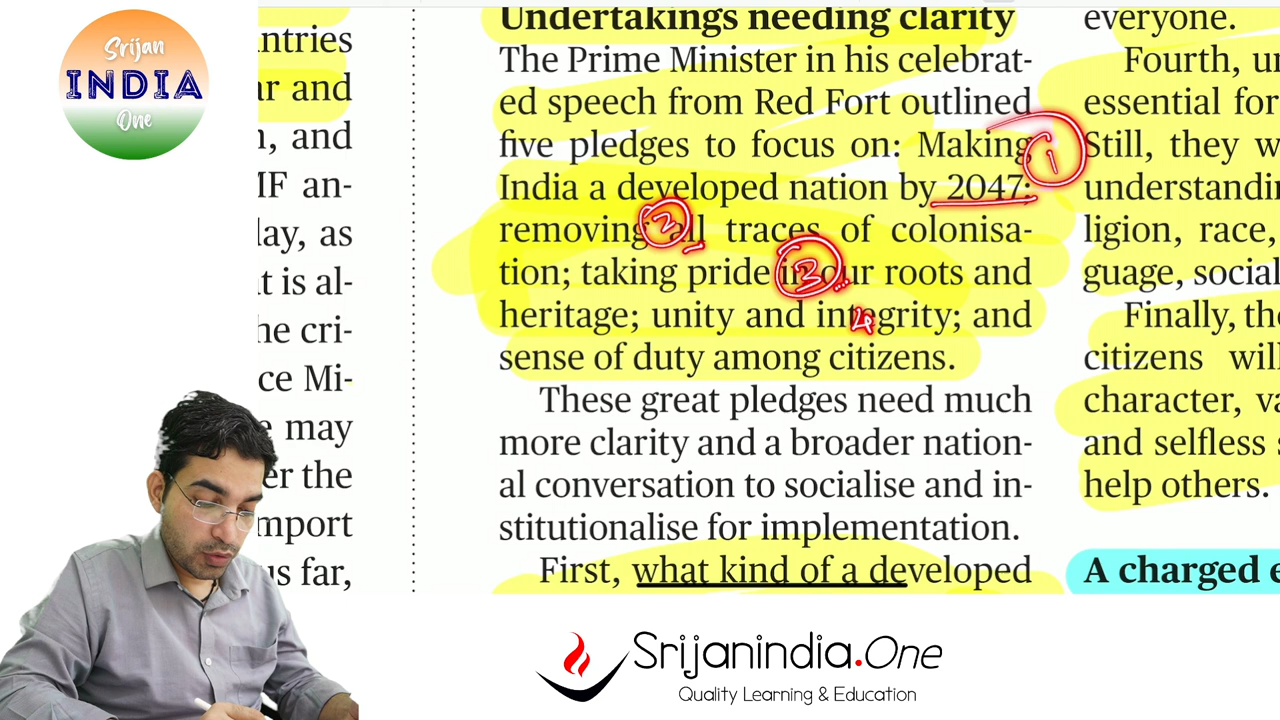 Srijan
INDIA
One
ntries
ar and
n, and
MF an-
lay, as
t is al-
he cri-
ce Mi-
e may
er the
mport
us far,
Undertakings needing clarity
The Prime Minister in his celebrat-
ed speech from Red Fort outlined
five pledges to focus on: Making
India a developed nation by 2047;
removing all traces of colonisa-
tion; taking pride in our roots and
heritage; unity and integrity; and
sense of duty among citizens.
These great pledges need much
more clarity and a broader nation-
al conversation to socialise and in-
stitutionalise for implementation.
First, what kind of a developed
1
2
3
4
everyone.
Fourth, un
essential for
Still, they w
understandin
ligion, race,
guage, social
Finally, the
citizens will
character, va
and selfless s
help others.
A charged e
Srijanindia.One
Quality Learning & Education